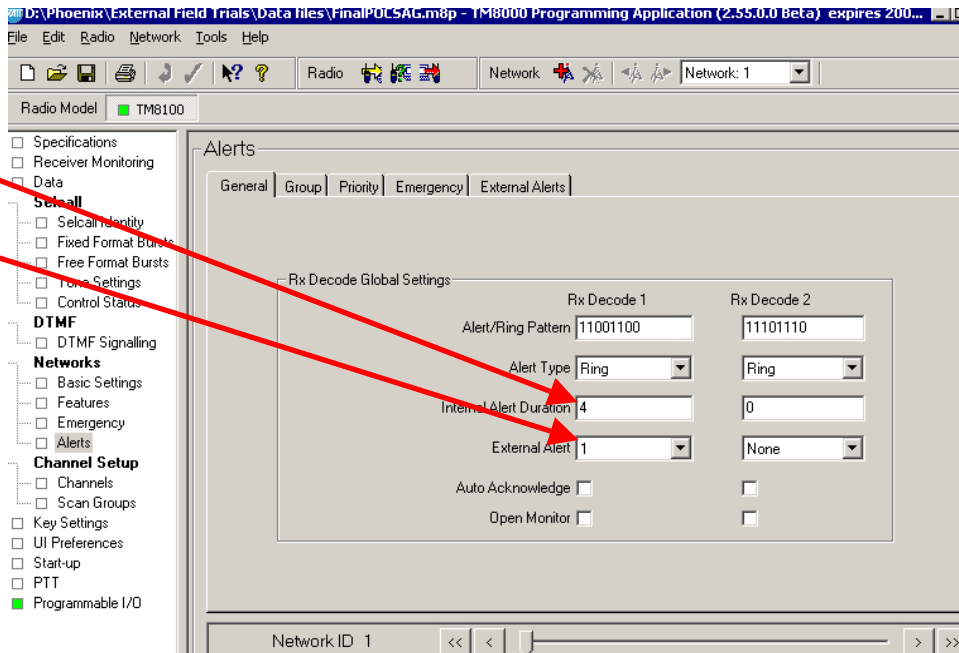 D:\Phoenix\External Field Trials\Data files\FinalPOCSAG.m8p - TM8000 Programming Application (2.55.0.0 Beta) expires 200...
File Edit Radio Network Tools Help
Radio Network Network: 1
Radio Model TM8100
Specifications
Receiver Monitoring
Data
Selcall
Selcall Identity
Fixed Format Bursts
Free Format Bursts
Tone Settings
Control Status
DTMF
DTMF Signalling
Networks
Basic Settings
Features
Emergency
Alerts
Channel Setup
Channels
Scan Groups
Key Settings
UI Preferences
Start-up
PTT
Programmable I/O
Alerts
General Group Priority Emergency External Alerts
Rx Decode Global Settings
Rx Decode 1 Rx Decode 2
Alert/Ring Pattern 11001100 11101110
Alert Type Ring Ring
Internal Alert Duration 4 0
External Alert 1 None
Auto Acknowledge
Open Monitor
Network ID 1 << < > >>